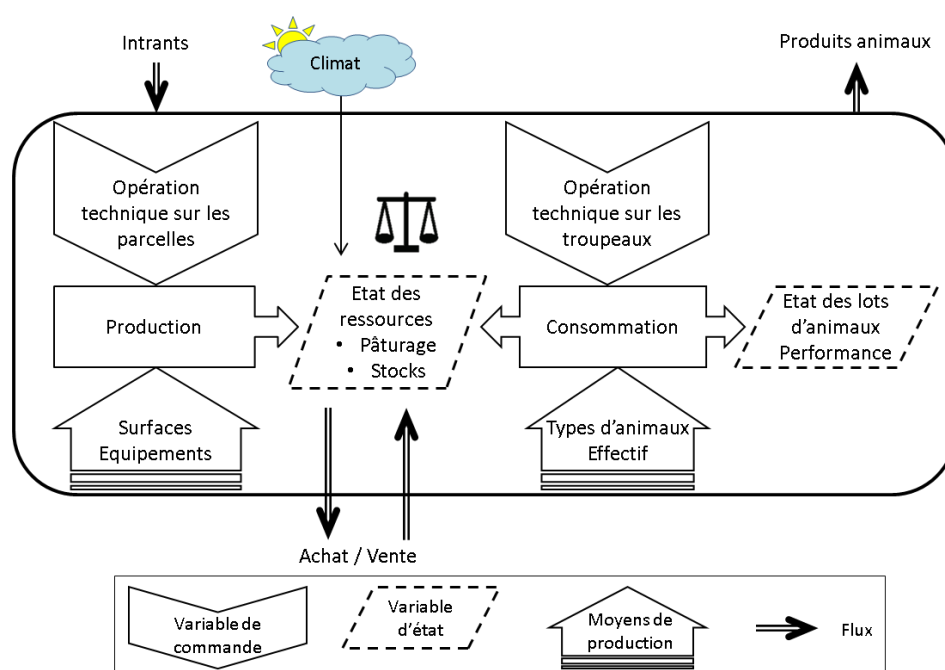 Intrants
Climat
Produits animaux
Opération
technique sur les
parcelles
Opération
technique sur les
troupeaux
Production
Etat des
ressources
• Pâturage
• Stocks
Consommation
Etat des lots
d'animaux
Performance
Surfaces
Equipements
Types d'animaux
Effectif
Achat / Vente
Variable de
commande
Variable
d'état
Moyens de
production
Flux